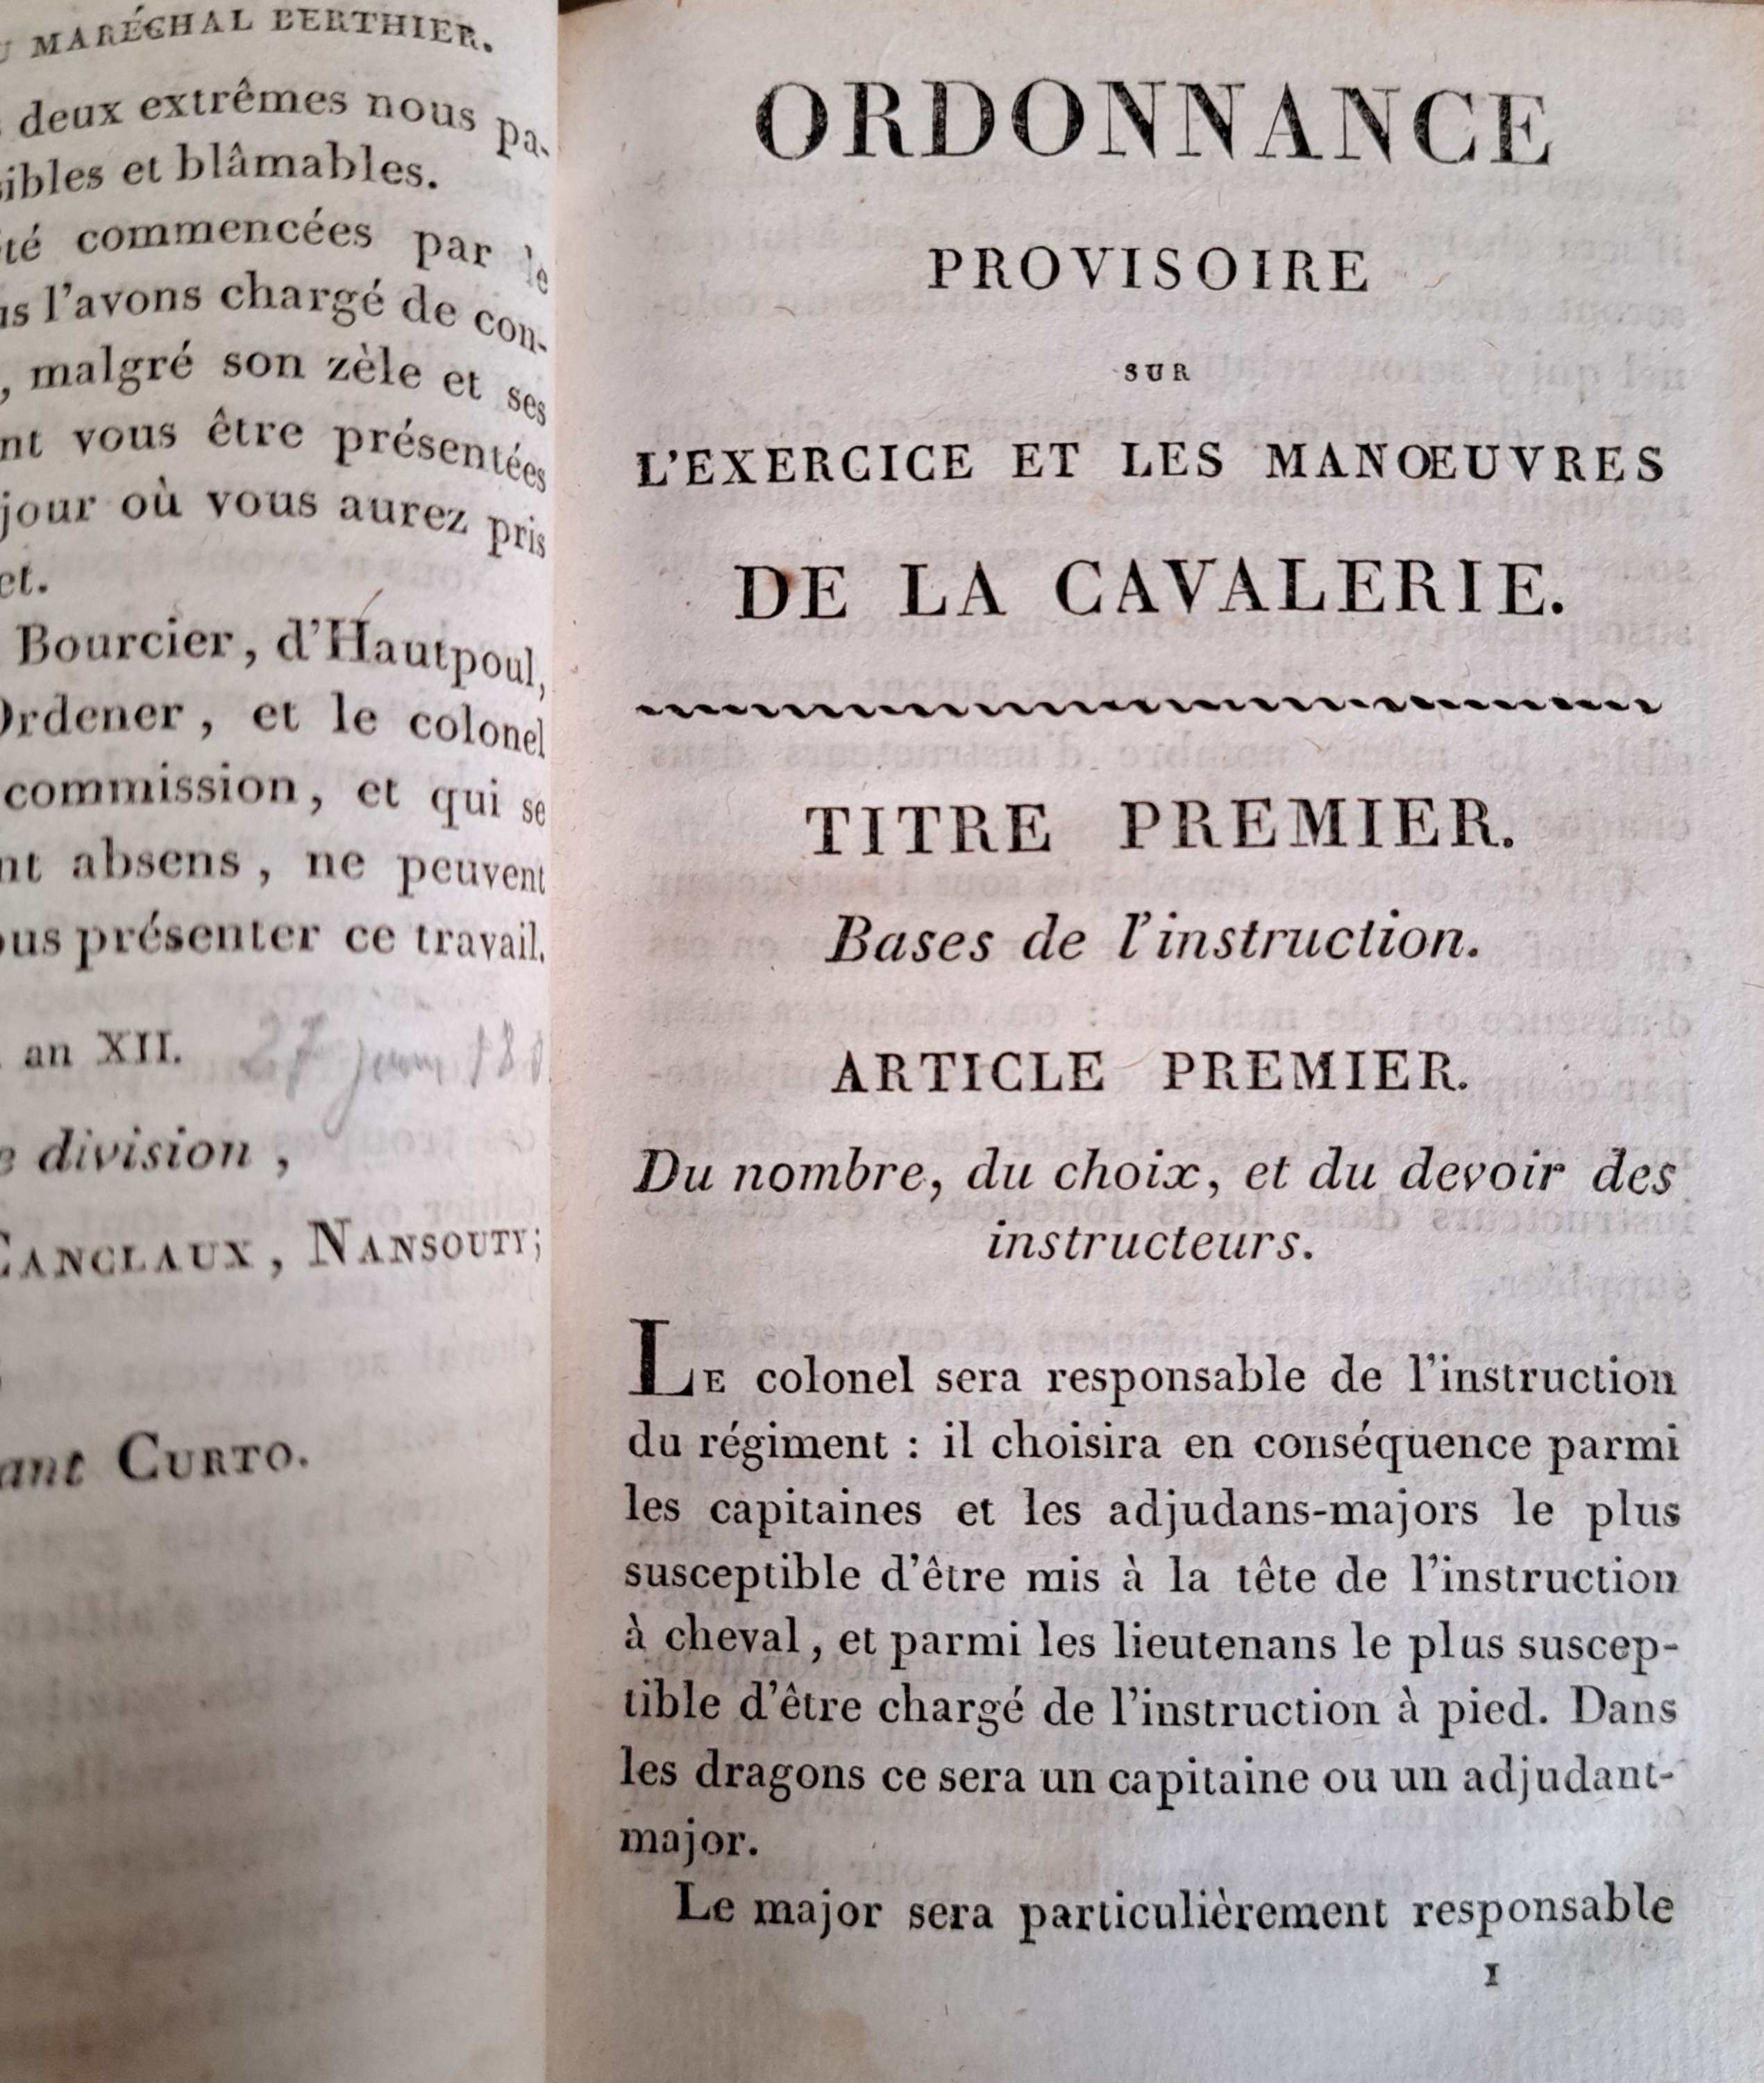 MARÉCHAL BERTHIER.
deux extrêmes nous pa-
sibles et blâmables.
été commencées par le
l'avons chargé de con-
, malgré son zèle et ses
nt vous être présentées
jour où vous aurez pris
et.
Bourcier, d'Hautpoul,
Ordener, et le colonel
commission, et qui se
nt absens, ne peuvent
ous présenter ce travail.
an XII. 27 juin 180
e division,
CANCLAUX, NANSOUTY;
ant CURTO.
ORDONNANCE
PROVISOIRE
SUR
L'EXERCICE ET LES MANŒUVRES
DE LA CAVALERIE.
TITRE PREMIER.
Bases de l'instruction.
ARTICLE PREMIER.
Du nombre, du choix, et du devoir des
instructeurs.
LE colonel sera responsable de l'instruction
du régiment : il choisira en conséquence parmi
les capitaines et les adjudans-majors le plus
susceptible d'être mis à la tête de l'instruction
à cheval, et parmi les lieutenans le plus suscep-
tible d'être chargé de l'instruction à pied. Dans
les dragons ce sera un capitaine ou un adjudant-
major.
Le major sera particulièrement responsable
1